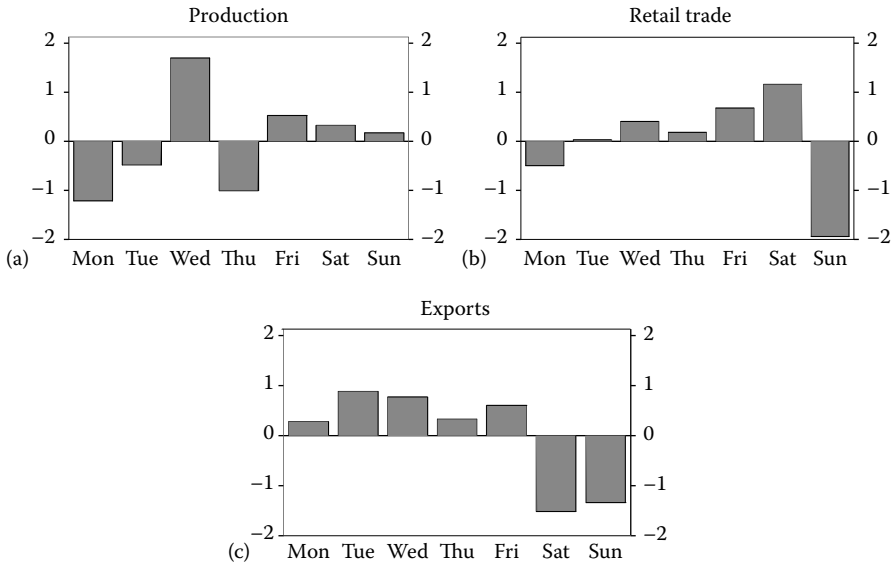 Production
2 2
1 1
0 0
−1 −1
−2 −2
(a) Mon Tue Wed Thu Fri Sat Sun
Retail trade
2 2
1 1
0 0
−1 −1
−2 −2
(b) Mon Tue Wed Thu Fri Sat Sun
Exports
2 2
1 1
0 0
−1 −1
−2 −2
(c) Mon Tue Wed Thu Fri Sat Sun